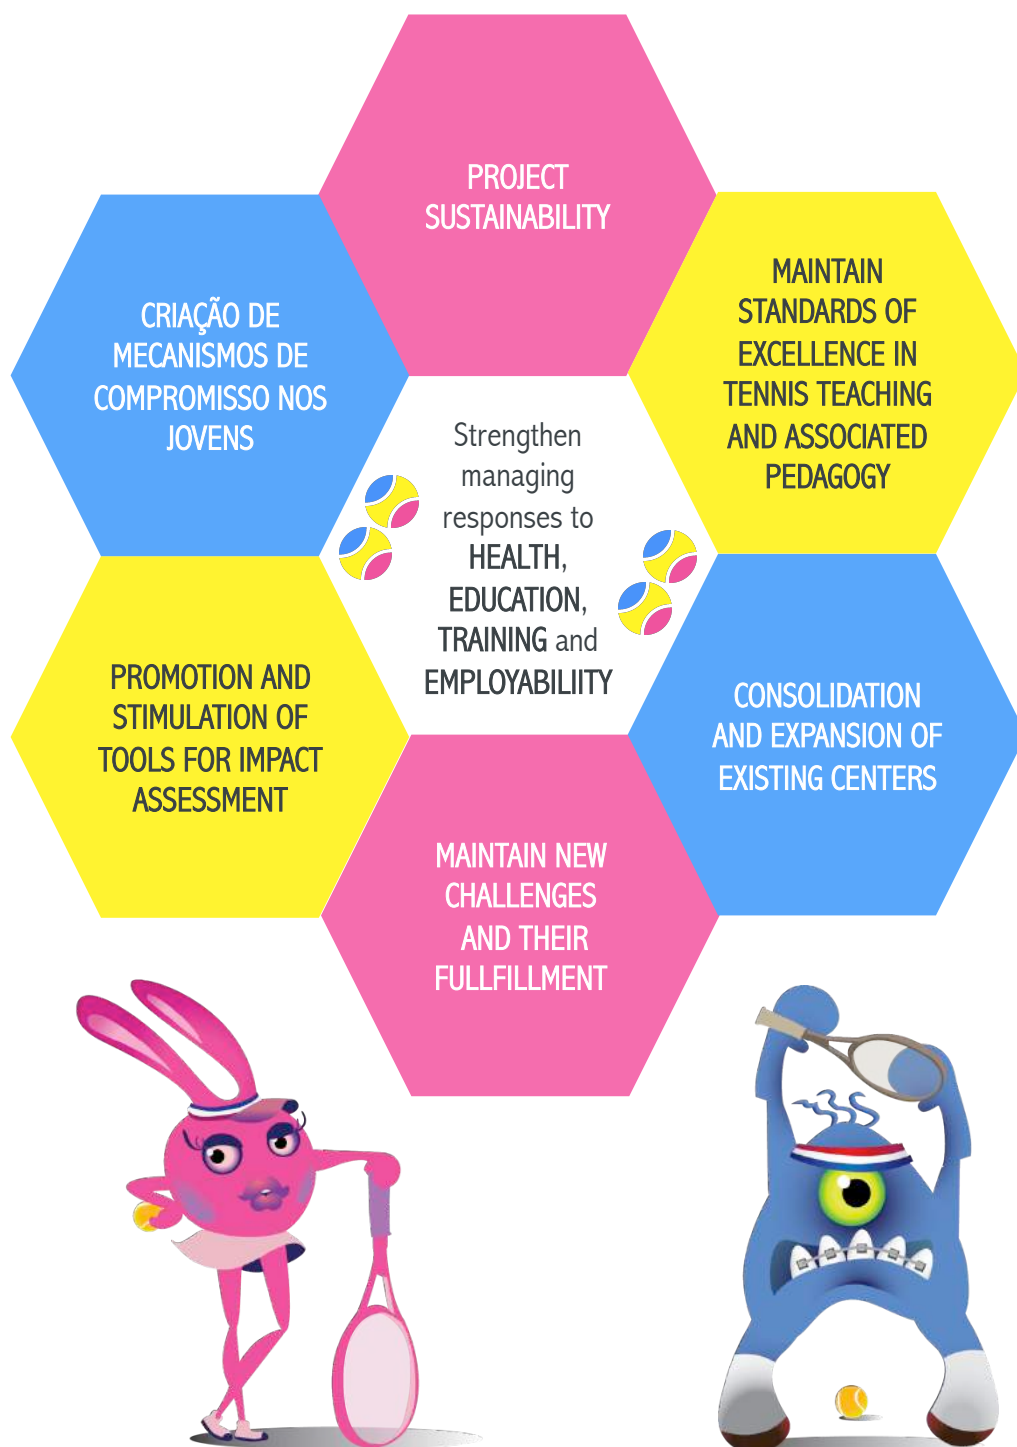 PROJECT
SUSTAINABILITY
CRIAÇÃO DE
MECANISMOS DE
COMPROMISSO NOS
JOVENS
MAINTAIN
STANDARDS OF
EXCELLENCE IN
TENNIS TEACHING
AND ASSOCIATED
PEDAGOGY
Strengthen
managing
responses to
HEALTH,
EDUCATION,
TRAINING and
EMPLOYABILIITY
PROMOTION AND
STIMULATION OF
TOOLS FOR IMPACT
ASSESSMENT
CONSOLIDATION
AND EXPANSION OF
EXISTING CENTERS
MAINTAIN NEW
CHALLENGES
AND THEIR
FULLFILLMENT